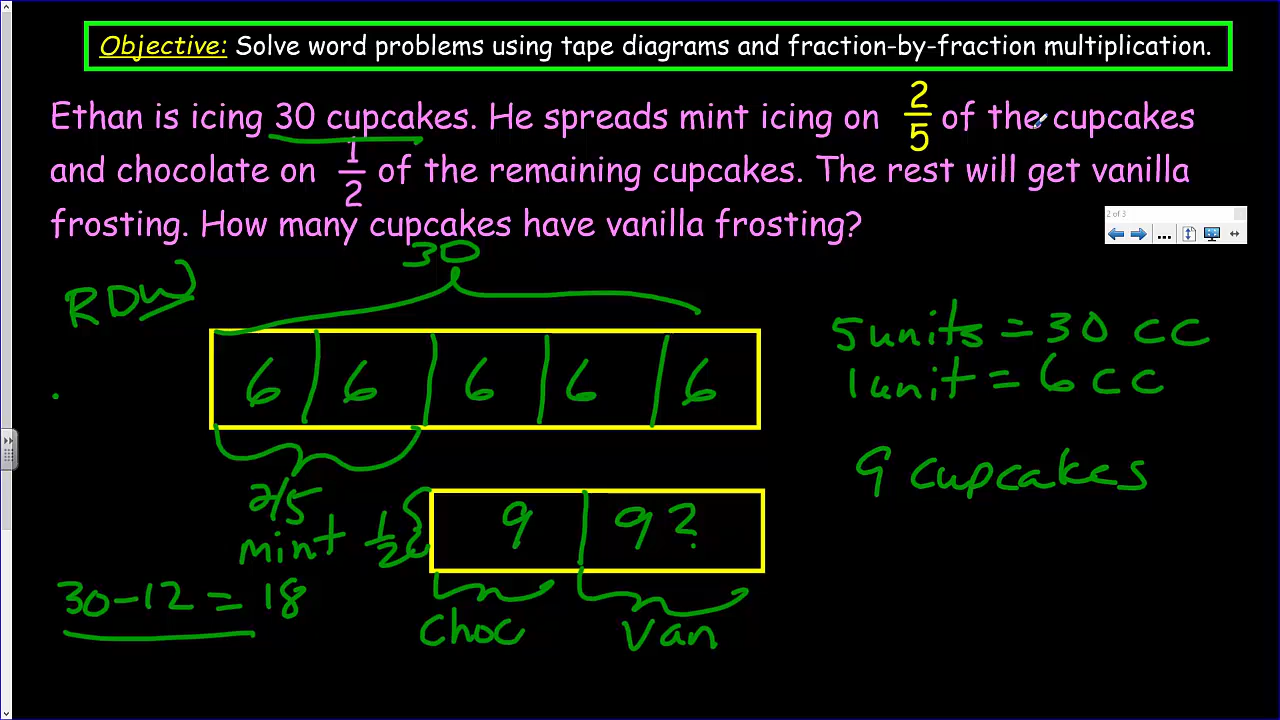 Objective: Solve word problems using tape diagrams and fraction-by-fraction multiplication.
Ethan is icing 30 cupcakes. He spreads mint icing on 2/5 of the cupcakes
and chocolate on 1/2 of the remaining cupcakes. The rest will get vanilla
frosting. How many cupcakes have vanilla frosting?
2 of 3
30
RDW
5 units = 30 cc
6 6 6 6 6
1 unit = 6 cc
9 cupcakes
2/5
mint
1/2
9 9?
30-12 = 18
choc Van